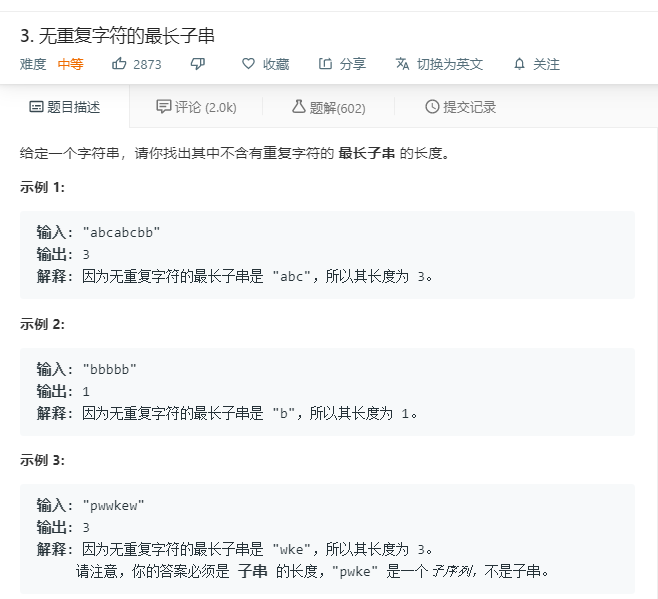 3. 无重复字符的最长子串
难度 中等 2873 收藏 分享 切换为英文 关注
题目描述 评论 (2.0k) 题解(602) 提交记录
给定一个字符串，请你找出其中不含有重复字符的 最长子串 的长度。
示例 1:
输入: "abcabcbb"
输出: 3
解释: 因为无重复字符的最长子串是 "abc"，所以其长度为 3。
示例 2:
输入: "bbbbb"
输出: 1
解释: 因为无重复字符的最长子串是 "b"，所以其长度为 1。
示例 3:
输入: "pwwkew"
输出: 3
解释: 因为无重复字符的最长子串是 "wke"，所以其长度为 3。
请注意，你的答案必须是 子串 的长度，"pwke" 是一个子序列，不是子串。